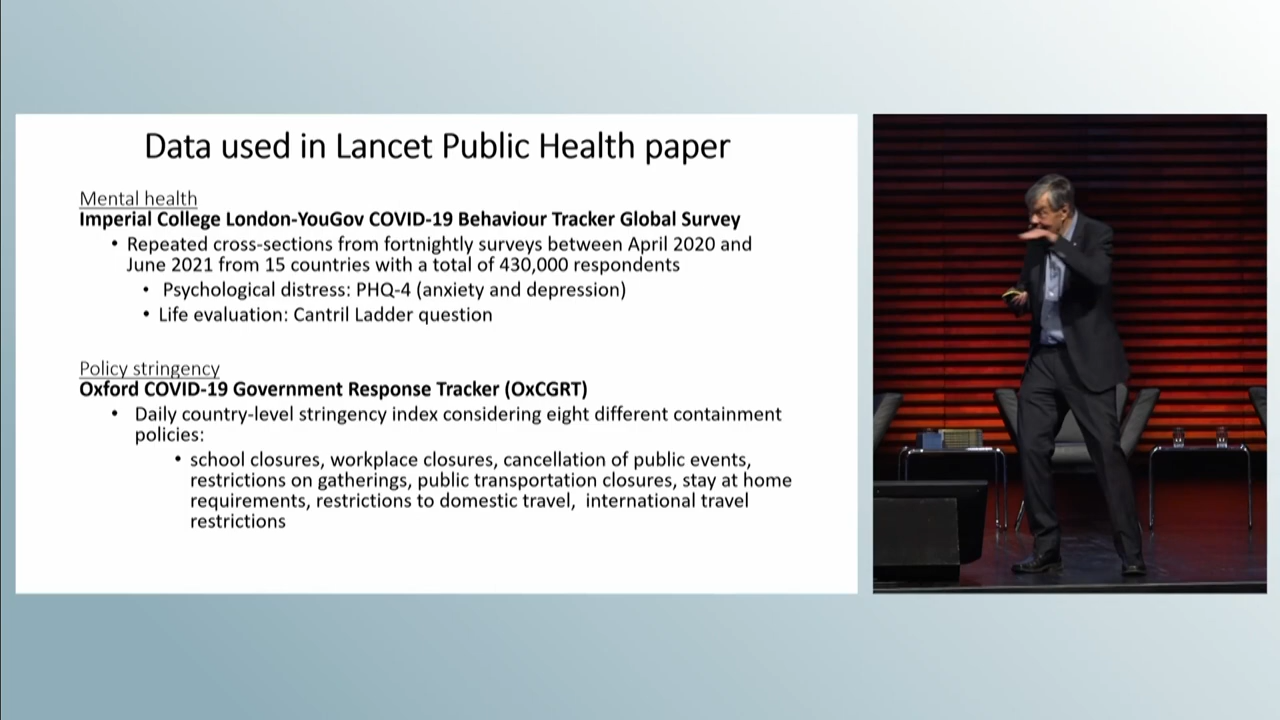 Data used in Lancet Public Health paper
Mental health
Imperial College London-YouGov COVID-19 Behaviour Tracker Global Survey
• Repeated cross-sections from fortnightly surveys between April 2020 and
June 2021 from 15 countries with a total of 430,000 respondents
• Psychological distress: PHQ-4 (anxiety and depression)
• Life evaluation: Cantril Ladder question
Policy stringency
Oxford COVID-19 Government Response Tracker (OxCGRT)
• Daily country-level stringency index considering eight different containment
policies:
• school closures, workplace closures, cancellation of public events,
restrictions on gatherings, public transportation closures, stay at home
requirements, restrictions to domestic travel,  international travel
restrictions